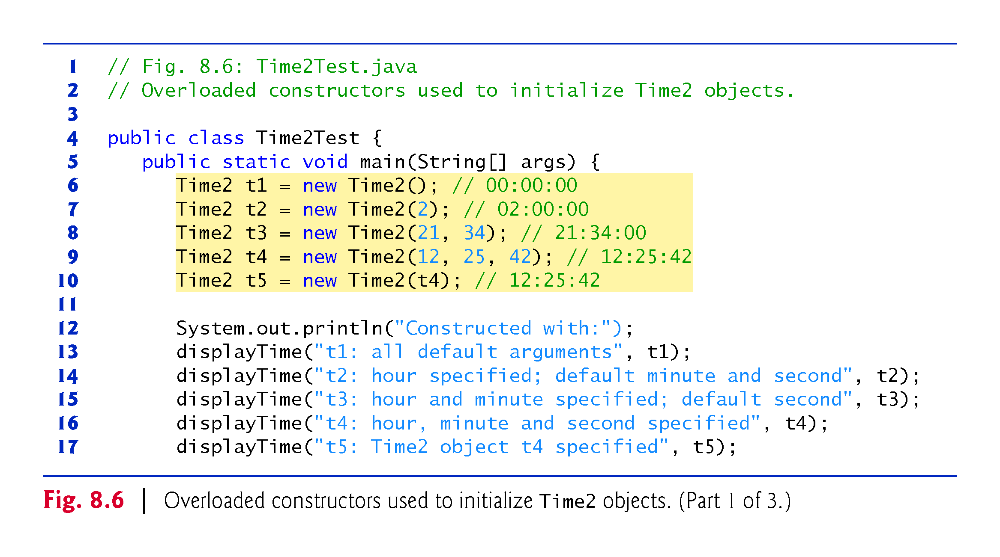 1 // Fig. 8.6: Time2Test.java
2 // Overloaded constructors used to initialize Time2 objects.
3
4 public class Time2Test {
5    public static void main(String[] args) {
6       Time2 t1 = new Time2(); // 00:00:00
7       Time2 t2 = new Time2(2); // 02:00:00
8       Time2 t3 = new Time2(21, 34); // 21:34:00
9       Time2 t4 = new Time2(12, 25, 42); // 12:25:42
10       Time2 t5 = new Time2(t4); // 12:25:42
11
12       System.out.println("Constructed with:");
13       displayTime("t1: all default arguments", t1);
14       displayTime("t2: hour specified; default minute and second", t2);
15       displayTime("t3: hour and minute specified; default second", t3);
16       displayTime("t4: hour, minute and second specified", t4);
17       displayTime("t5: Time2 object t4 specified", t5);
Fig. 8.6 | Overloaded constructors used to initialize Time2 objects. (Part 1 of 3.)